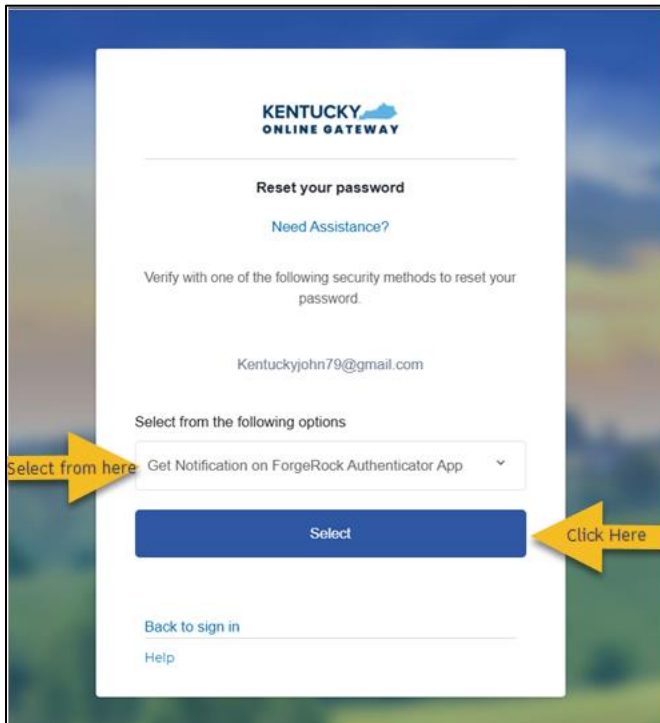 KENTUCKY
ONLINE GATEWAY
Reset your password
Need Assistance?
Verify with one of the following security methods to reset your
password.
Kentuckyjohn79@gmail.com
Select from the following options
Select from here
Get Notification on ForgeRock Authenticator App
Select
Click Here
Back to sign in
Help